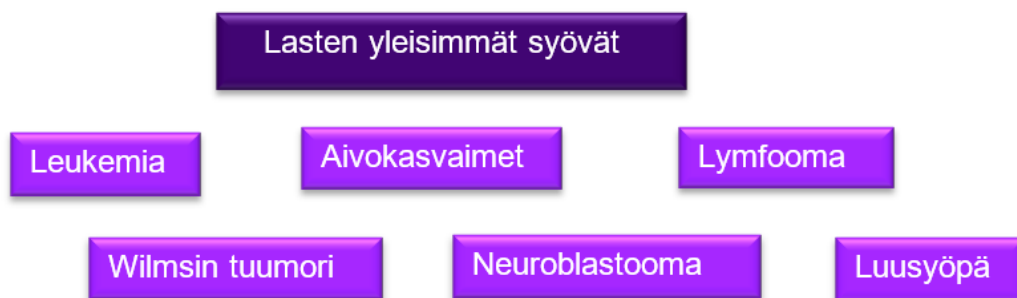 Lasten yleisimmät syövät
Leukemia
Aivokasvaimet
Lymfooma
Wilmsin tuumori
Neuroblastooma
Luusyöpä